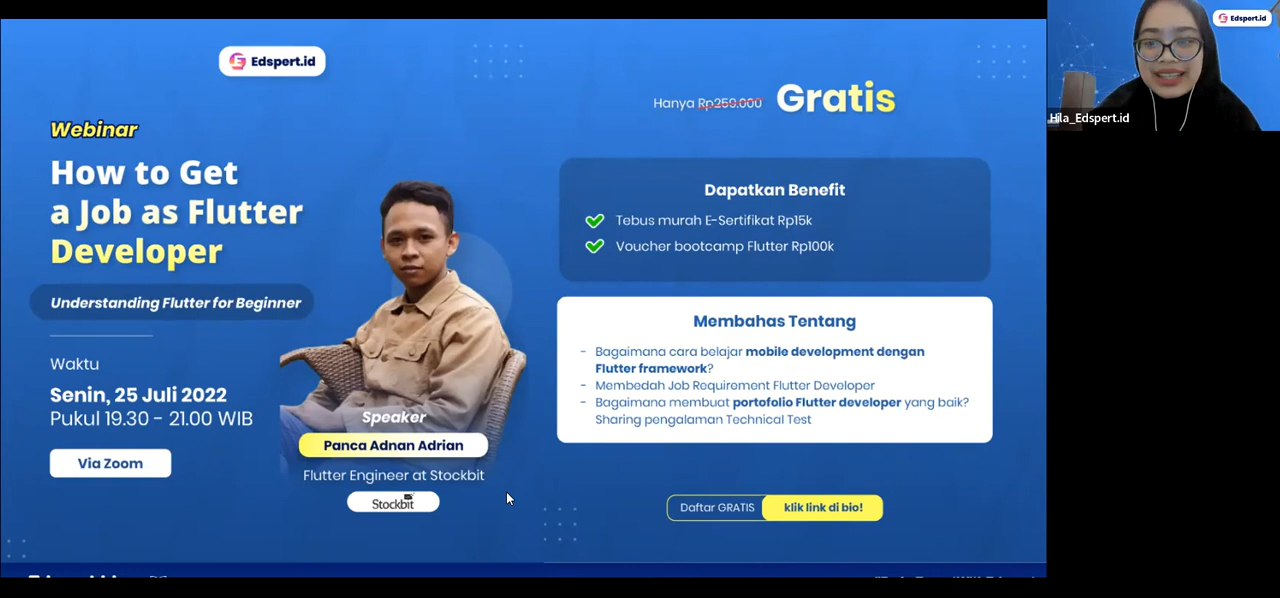 Edspert.id
Webinar
How to Get
a Job as Flutter
Developer
Understanding Flutter for Beginner
Waktu
Senin, 25 Juli 2022
Pukul 19.30 - 21.00 WIB
Via Zoom
Speaker
Panca Adnan Adrian
Flutter Engineer at Stockbit
Stockbit
Hanya Rp259.000 Gratis
Dapatkan Benefit
Tebus murah E-Sertifikat Rp15k
Voucher bootcamp Flutter Rp100k
Membahas Tentang
- Bagaimana cara belajar mobile development dengan
Flutter framework?
- Membedah Job Requirement Flutter Developer
- Bagaimana membuat portofolio Flutter developer yang baik?
Sharing pengalaman Technical Test
Daftar GRATIS klik link di bio!
Edspert.id
Hila_Edspert.id